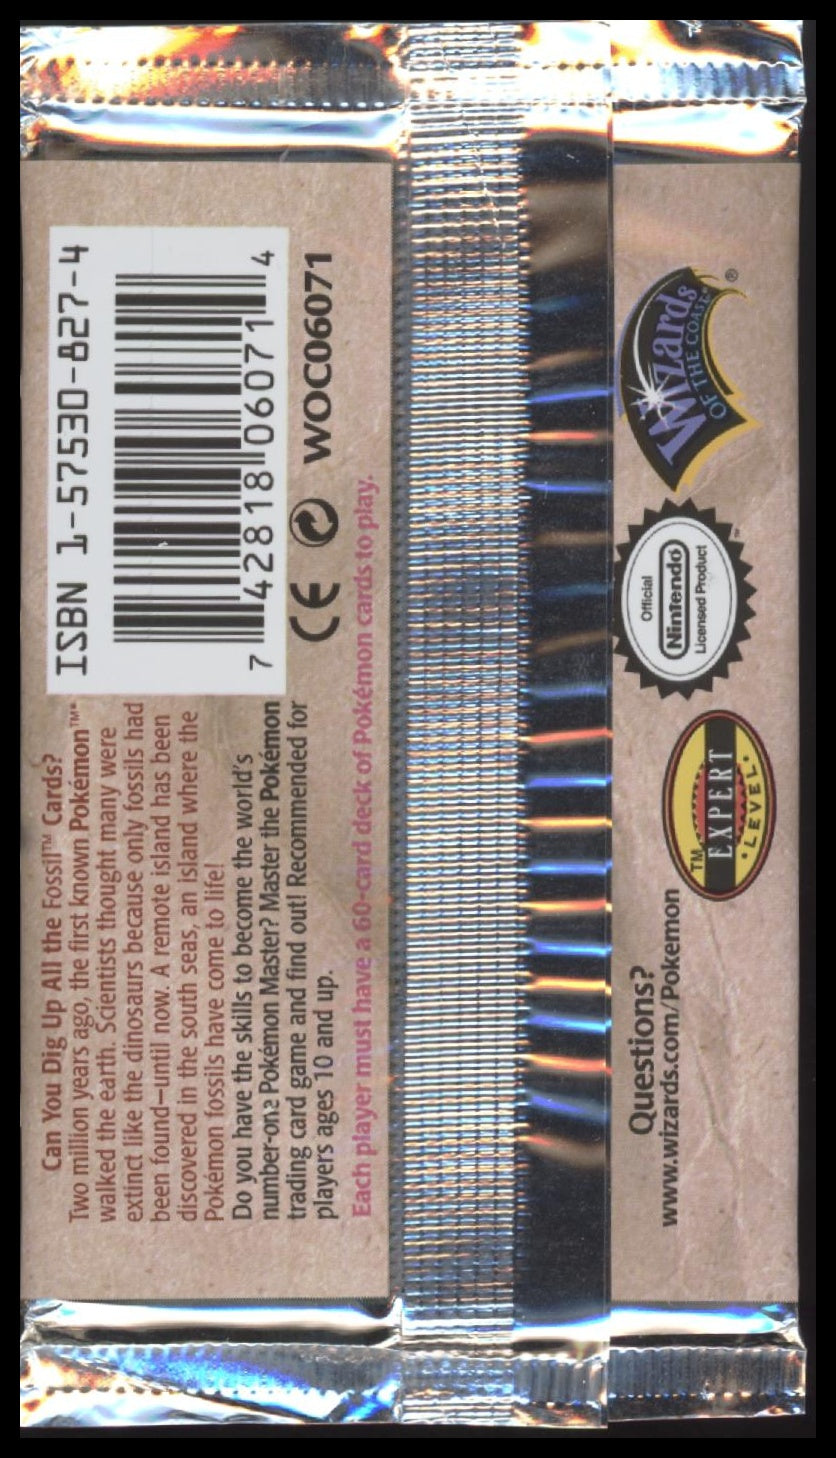 Can You Dig Up All the Fossil™ Cards?
Two million years ago, the first known Pokémon™*
walked the earth. Scientists thought many were
extinct like the dinosaurs because only fossils had
been found—until now. A remote island has been
discovered in the south seas, an island where the
Pokémon fossils have come to life!
Do you have the skills to become the world's
number-one Pokémon Master? Master the Pokémon
trading card game and find out! Recommended for
players ages 10 and up.
Each player must have a 60-card deck of Pokémon cards to play.
ISBN 1-57530-827-4
7 42818 06071 4
CE WOC06071
Questions?
www.wizards.com/Pokemon
TM
EXPERT
•LEVEL•
Official
Nintendo
Licensed Product
™
Wizards
OF THE COAST®
®